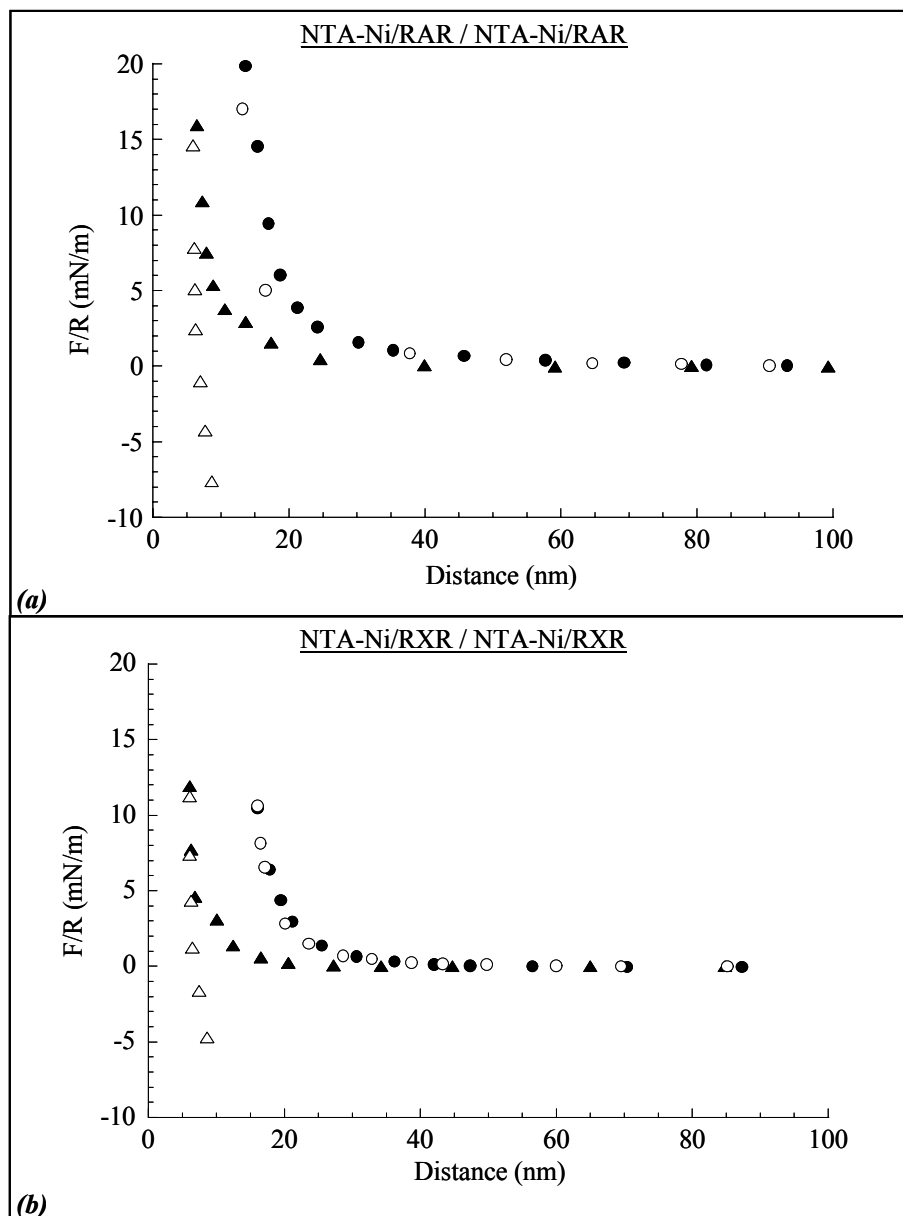 NTA-Ni/RAR / NTA-Ni/RAR
20
15
10
5
0
-5
-10
F/R (mN/m)
0 20 40 60 80 100
Distance (nm)
(a)
NTA-Ni/RXR / NTA-Ni/RXR
20
15
10
5
0
-5
-10
F/R (mN/m)
0 20 40 60 80 100
Distance (nm)
(b)